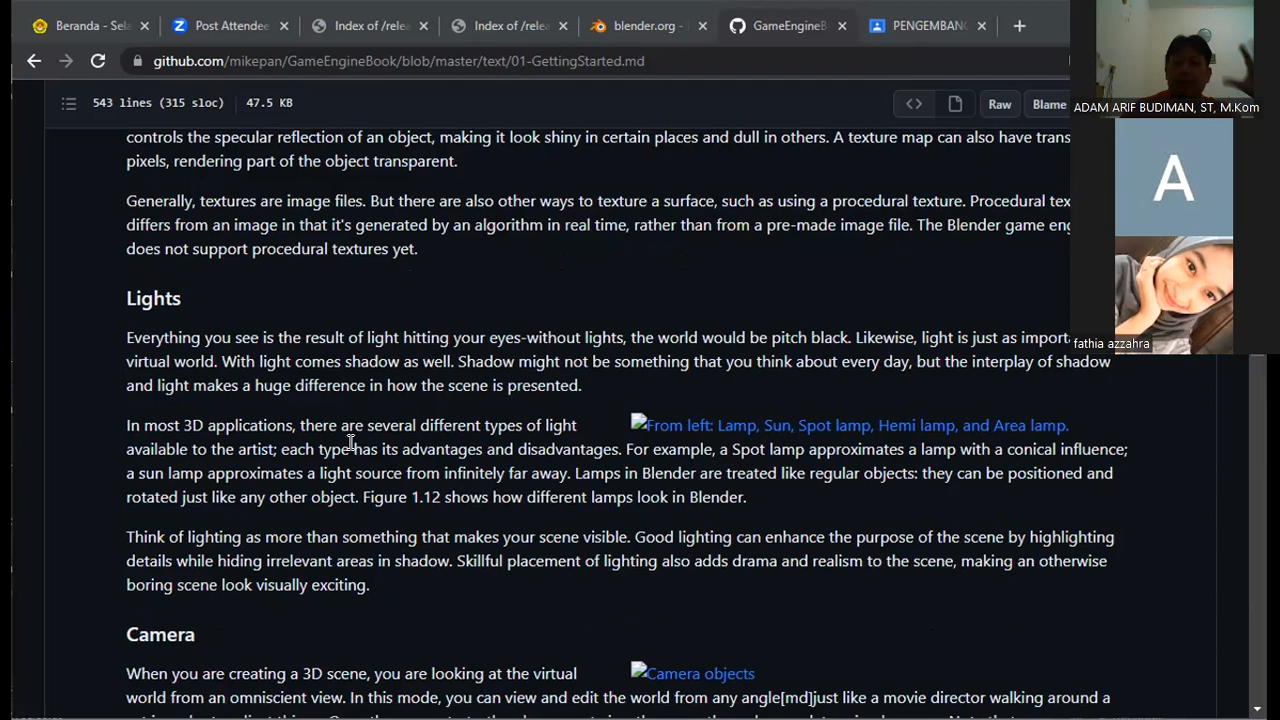 Beranda - Sela
Post Attendee
Index of /relea
Index of /relea
blender.org -
GameEngineB
PENGEMBANG
github.com/mikepan/GameEngineBook/blob/master/text/01-GettingStarted.md
543 lines (315 sloc) 47.5 KB
Raw Blame
controls the specular reflection of an object, making it look shiny in certain places and dull in others. A texture map can also have trans
pixels, rendering part of the object transparent.
Generally, textures are image files. But there are also other ways to texture a surface, such as using a procedural texture. Procedural tex
differs from an image in that it's generated by an algorithm in real time, rather than from a pre-made image file. The Blender game eng
does not support procedural textures yet.
Lights
Everything you see is the result of light hitting your eyes-without lights, the world would be pitch black. Likewise, light is just as import
virtual world. With light comes shadow as well. Shadow might not be something that you think about every day, but the interplay of shadow
and light makes a huge difference in how the scene is presented.
In most 3D applications, there are several different types of light
From left: Lamp, Sun, Spot lamp, Hemi lamp, and Area lamp.
available to the artist; each type has its advantages and disadvantages. For example, a Spot lamp approximates a lamp with a conical influence;
a sun lamp approximates a light source from infinitely far away. Lamps in Blender are treated like regular objects: they can be positioned and
rotated just like any other object. Figure 1.12 shows how different lamps look in Blender.
Think of lighting as more than something that makes your scene visible. Good lighting can enhance the purpose of the scene by highlighting
details while hiding irrelevant areas in shadow. Skillful placement of lighting also adds drama and realism to the scene, making an otherwise
boring scene look visually exciting.
Camera
When you are creating a 3D scene, you are looking at the virtual
Camera objects
world from an omniscient view. In this mode, you can view and edit the world from any angle[md]just like a movie director walking around a
ADAM ARIF BUDIMAN, ST, M.Kom
A
fathia azzahra